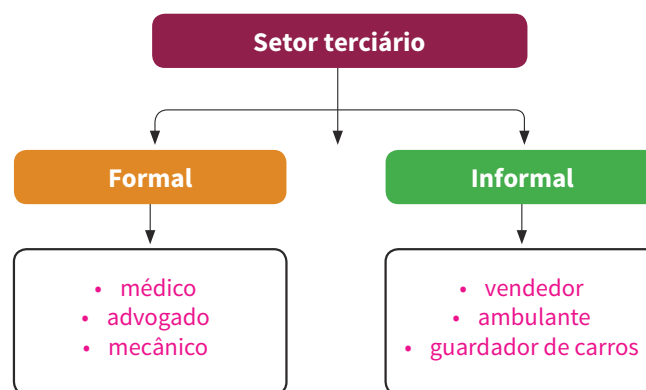 Setor terciário
Formal
Informal
• médico
• advogado
• mecânico
• vendedor
• ambulante
• guardador de carros